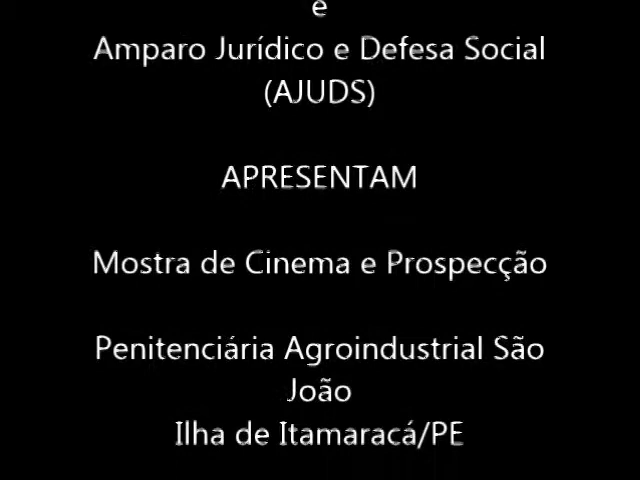 e
Amparo Jurídico e Defesa Social
(AJUDS)
APRESENTAM
Mostra de Cinema e Prospecção
Penitenciária Agroindustrial São
João
Ilha de Itamaracá/PE